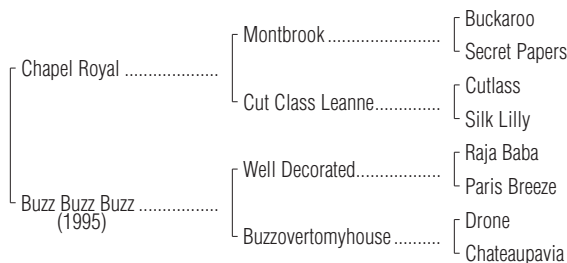 Buckaroo
Montbrook
Secret Papers
Chapel Royal
Cutlass
Cut Class Leanne
Silk Lilly
Raja Baba
Well Decorated
Paris Breeze
Buzz Buzz Buzz
(1995)
Drone
Buzzovertomyhouse
Chateaupavia